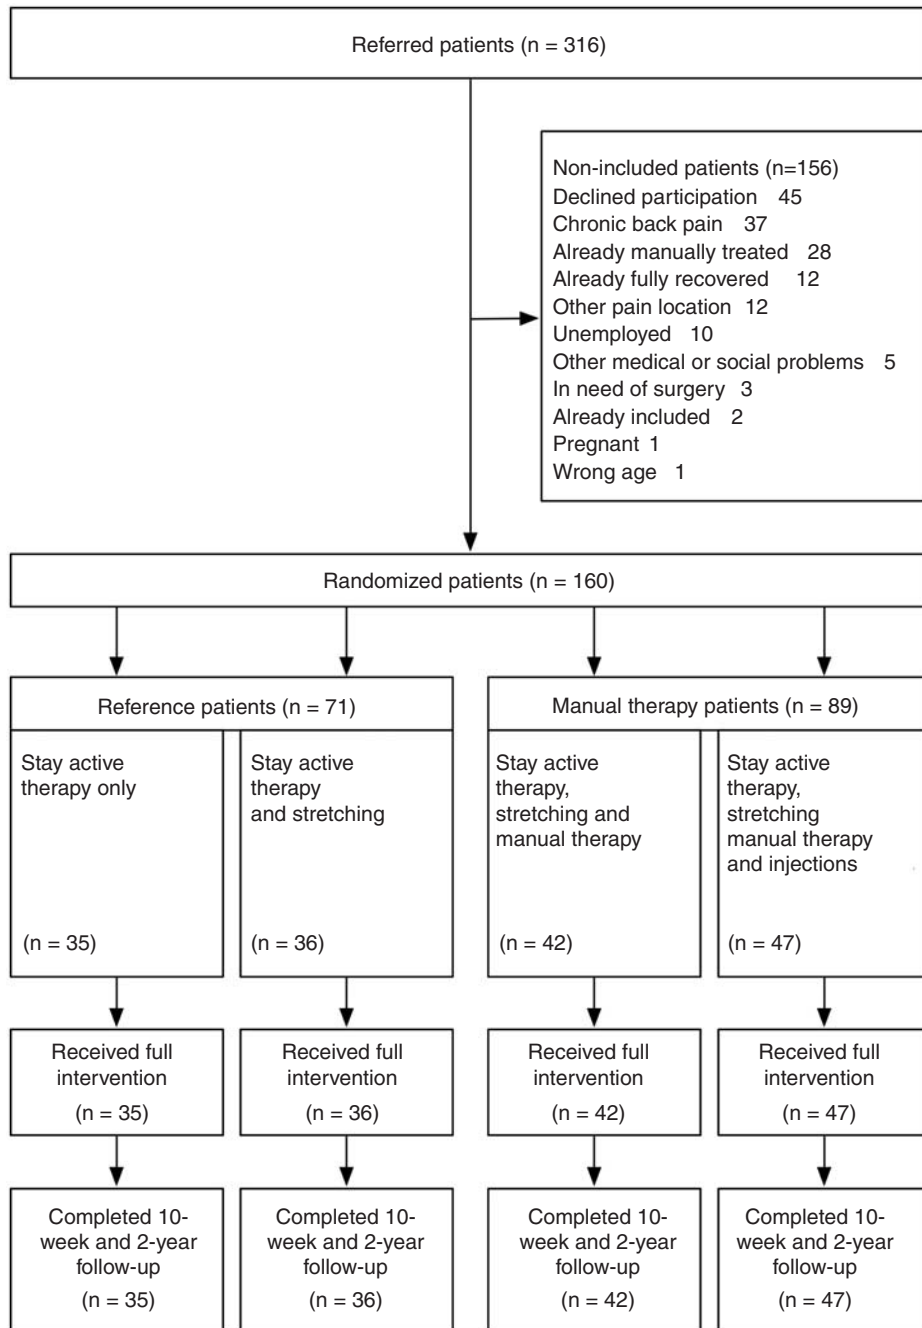 Referred patients (n = 316)
Non-included patients (n=156)
Declined participation 45
Chronic back pain 37
Already manually treated 28
Already fully recovered 12
Other pain location 12
Unemployed 10
Other medical or social problems 5
In need of surgery 3
Already included 2
Pregnant 1
Wrong age 1
Randomized patients (n = 160)
Reference patients (n = 71)
Stay active
therapy only
(n = 35)
Stay active
therapy
and stretching
(n = 36)
Manual therapy patients (n = 89)
Stay active
therapy,
stretching and
manual therapy
(n = 42)
Stay active
therapy,
stretching
manual therapy
and injections
(n = 47)
Received full
intervention
(n = 35)
Received full
intervention
(n = 36)
Received full
intervention
(n = 42)
Received full
intervention
(n = 47)
Completed 10-
week and 2-year
follow-up
(n = 35)
Completed 10-
week and 2-year
follow-up
(n = 36)
Completed 10-
week and 2-year
follow-up
(n = 42)
Completed 10-
week and 2-year
follow-up
(n = 47)